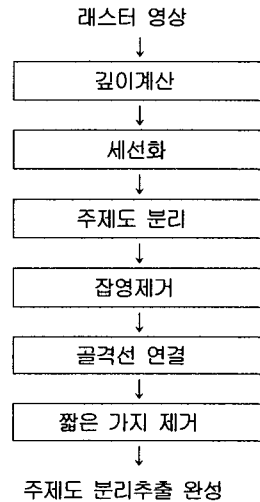 래스터 영상
깊이계산
세선화
주제도 분리
잡영제거
골격선 연결
짧은 가지 제거
주제도 분리추출 완성